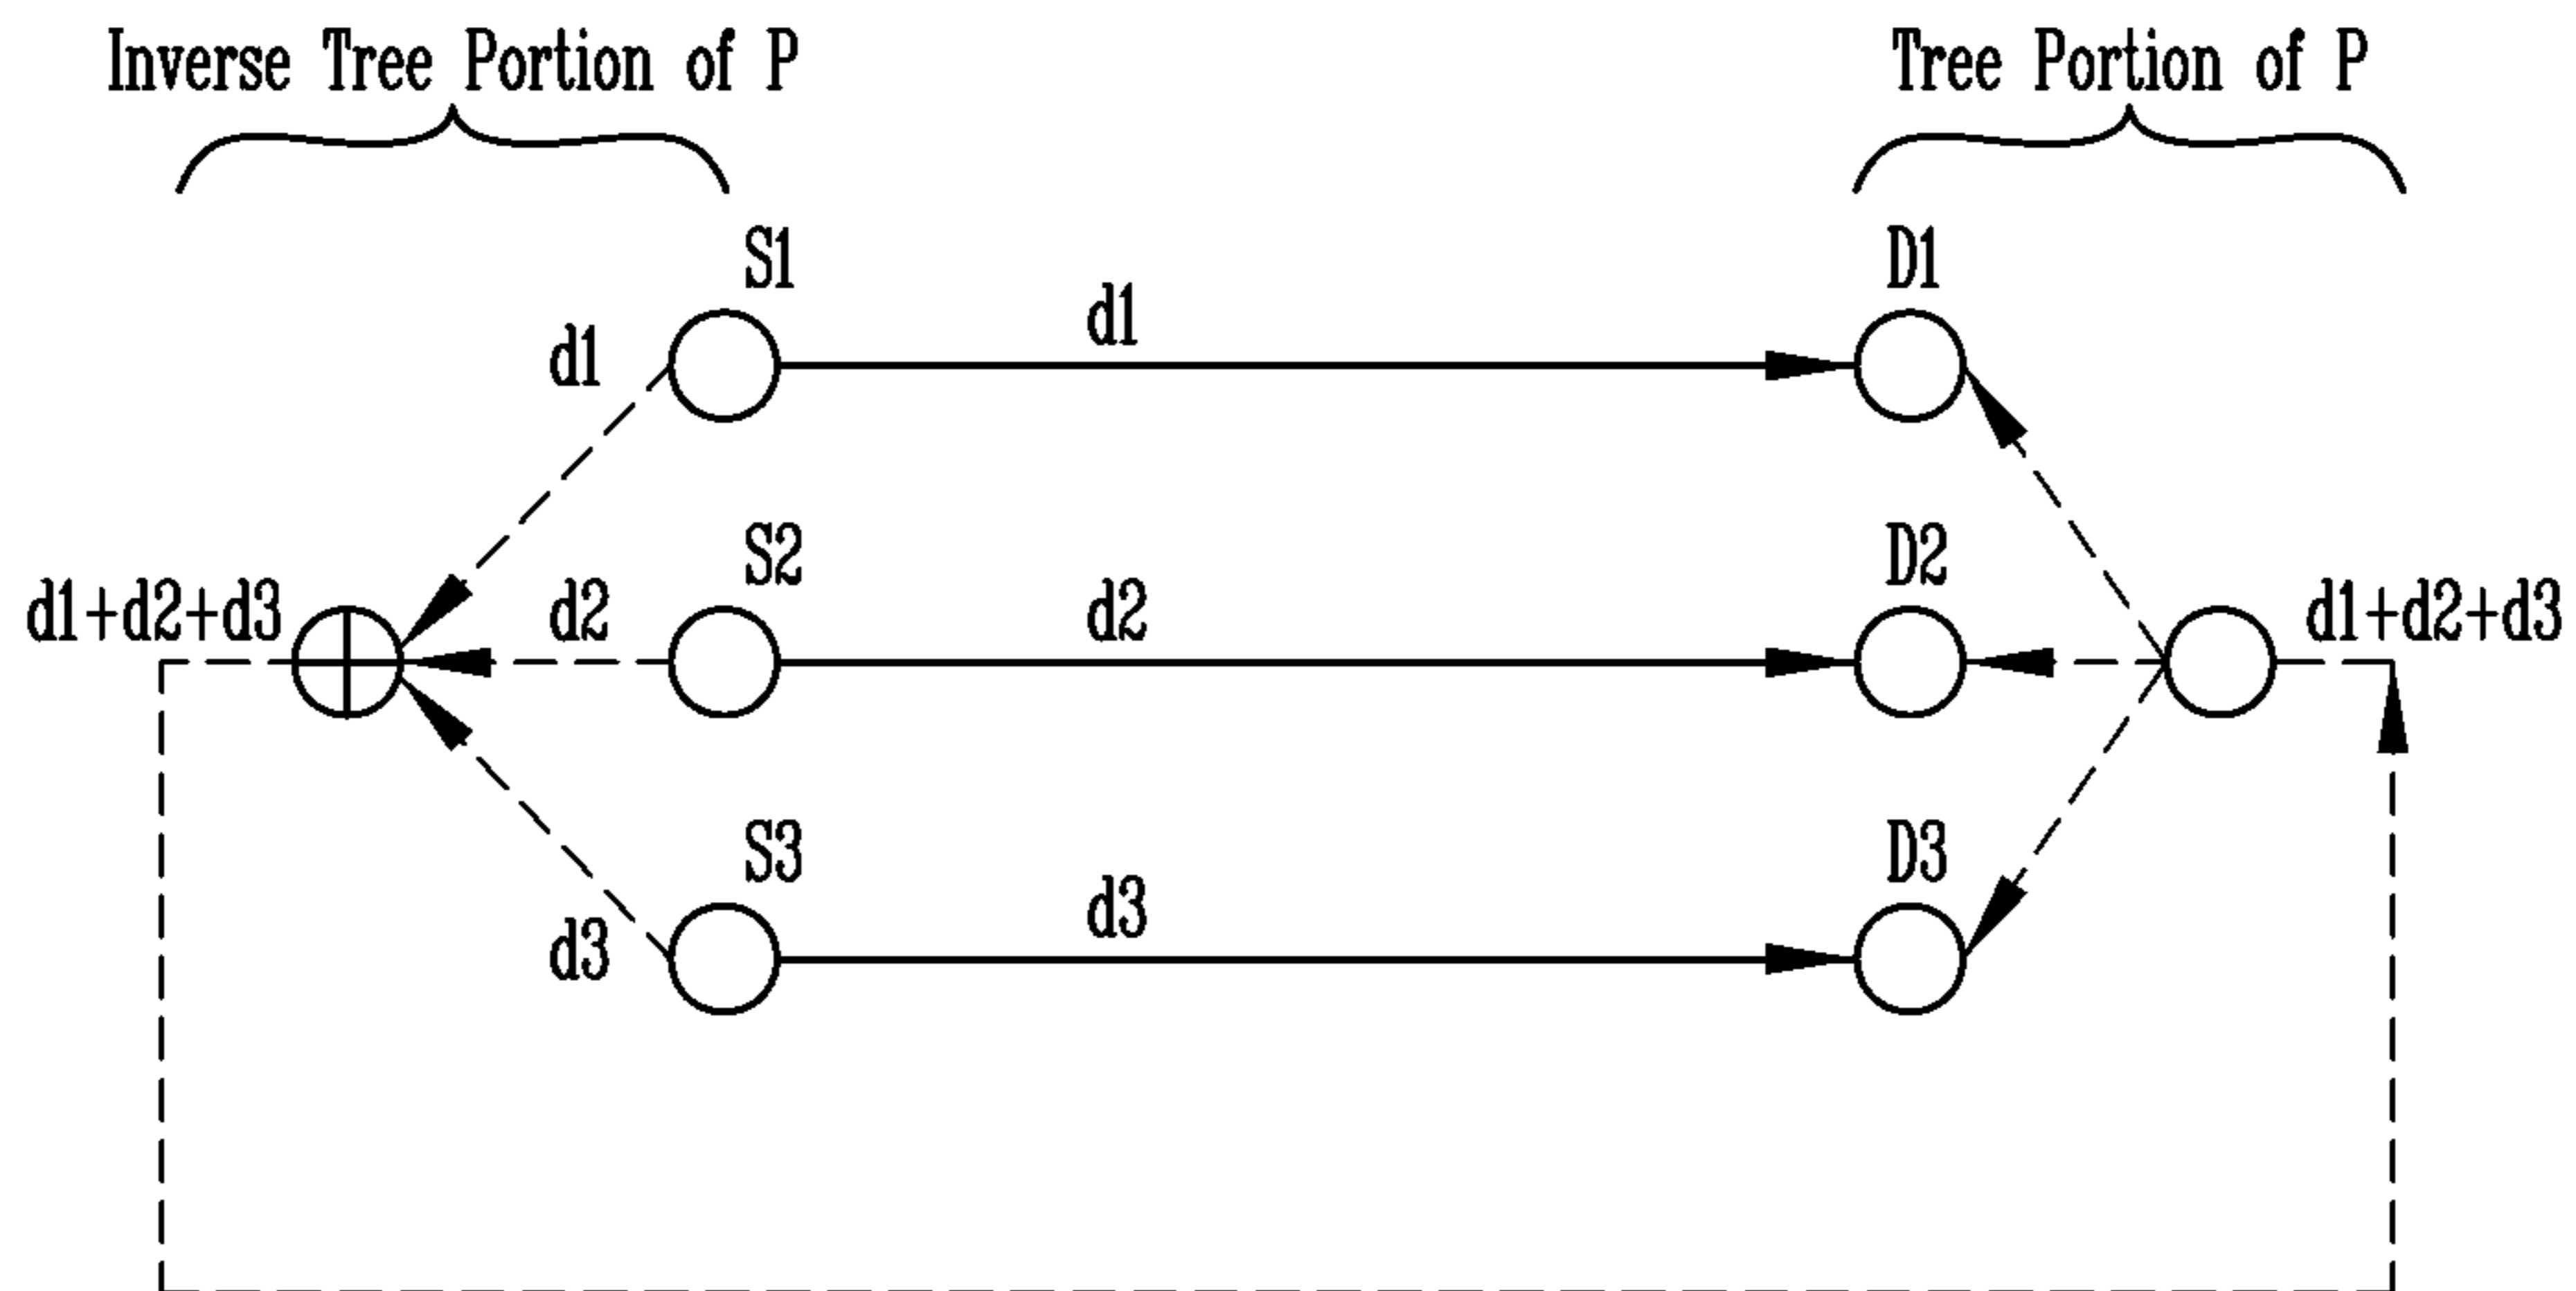 Inverse Tree Portion of P
Tree Portion of P
S1
D1
d1
d1
S2
D2
d1+d2+d3
d2
d2
d1+d2+d3
S3
D3
d3
d3